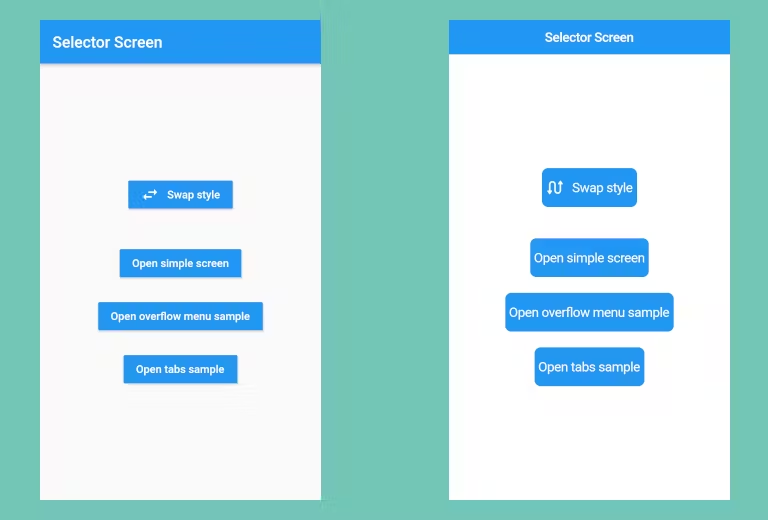 Selector Screen
Swap style
Open simple screen
Open overflow menu sample
Open tabs sample
Selector Screen
Swap style
Open simple screen
Open overflow menu sample
Open tabs sample